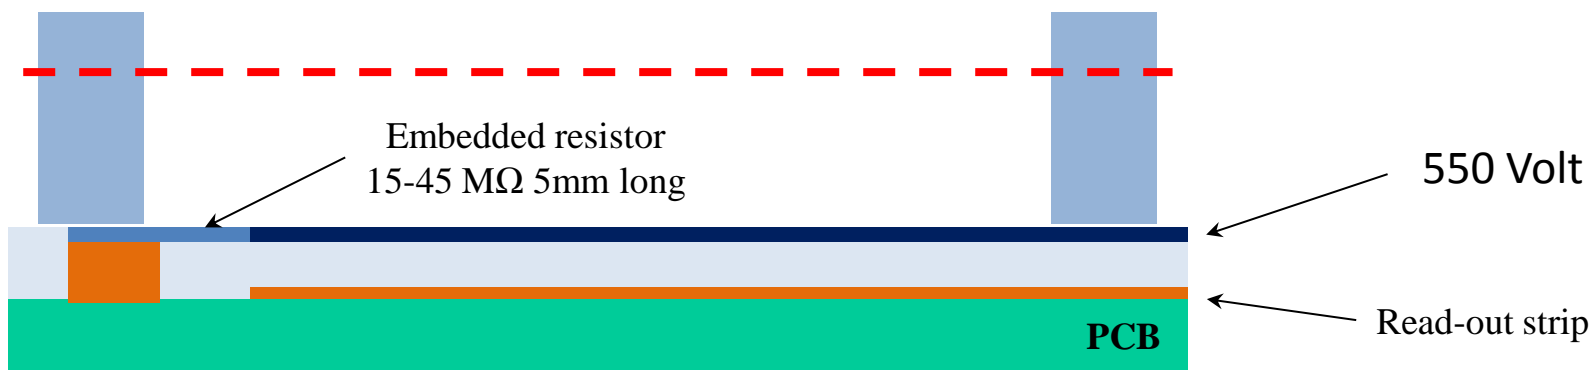 Embedded resistor
15-45 MΩ 5mm long
550 Volt
Read-out strip
PCB